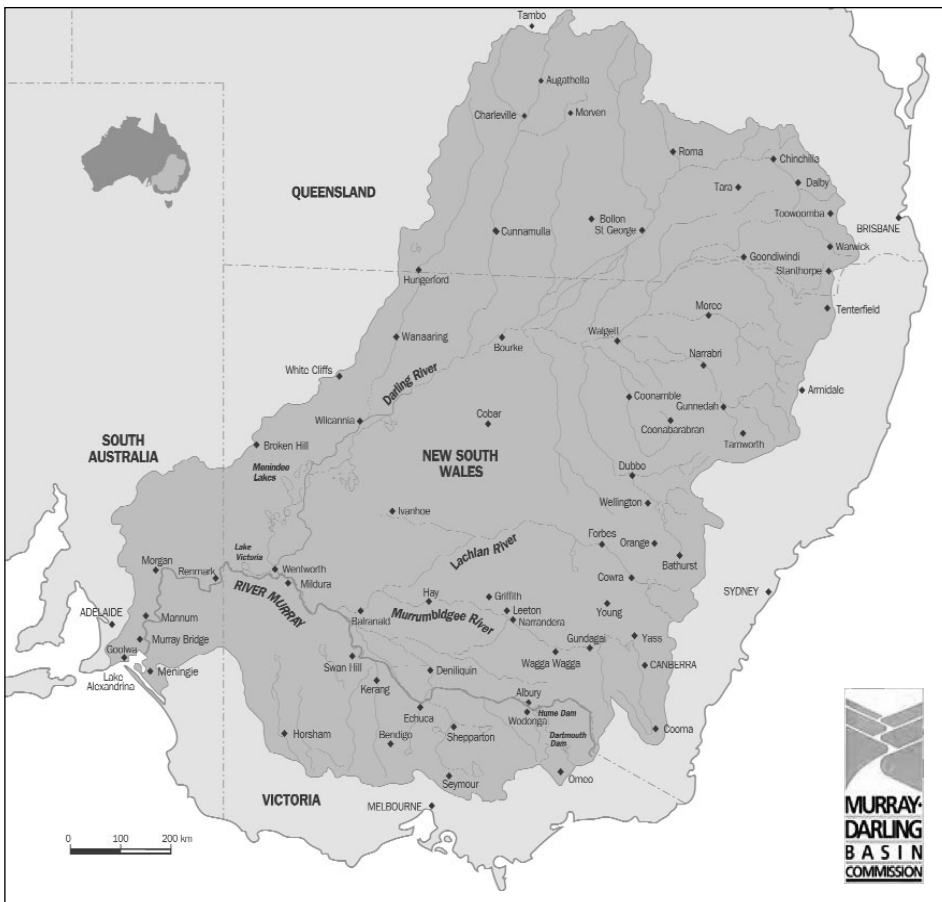 Tambo
Augathella
Charleville
Morven
Roma
Chinchilla
Tara
Dalby
QUEENSLAND
Toowoomba
Bollon
St George
BRISBANE
Cunnamulla
Warwick
Goondiwindi
Stanthorpe
Hungerford
Moree
Tenterfield
Wanaaring
Bourke
Walgett
Narrabri
White Cliffs
Darling River
Armidale
Coonamble
Gunnedah
Wilcannia
Cobar
Coonabarabran
Tamworth
SOUTH
AUSTRALIA
Broken Hill
NEW SOUTH
WALES
Menindee
Lakes
Dubbo
Wellington
Ivanhoe
Forbes
Orange
Lachlan River
Lake
Victoria
Bathurst
Morgan
Renmark
Wentworth
Mildura
Cowra
SYDNEY
RIVER MURRAY
Hay
Griffith
Leeton
Young
ADELAIDE
Mannum
Balranald
Murrumbidgee River
Narrandera
Murray Bridge
Gundagai
Yass
Goolwa
Swan Hill
Wagga Wagga
CANBERRA
Lake
Alexandrina
Meningie
Deniliquin
Kerang
Albury
Echuca
Wodonga
Hume Dam
Horsham
Bendigo
Shepparton
Dartmouth
Dam
Cooma
Seymour
Omeo
VICTORIA
MELBOURNE
0 100 200 km
MURRAY-
DARLING
BASIN
COMMISSION